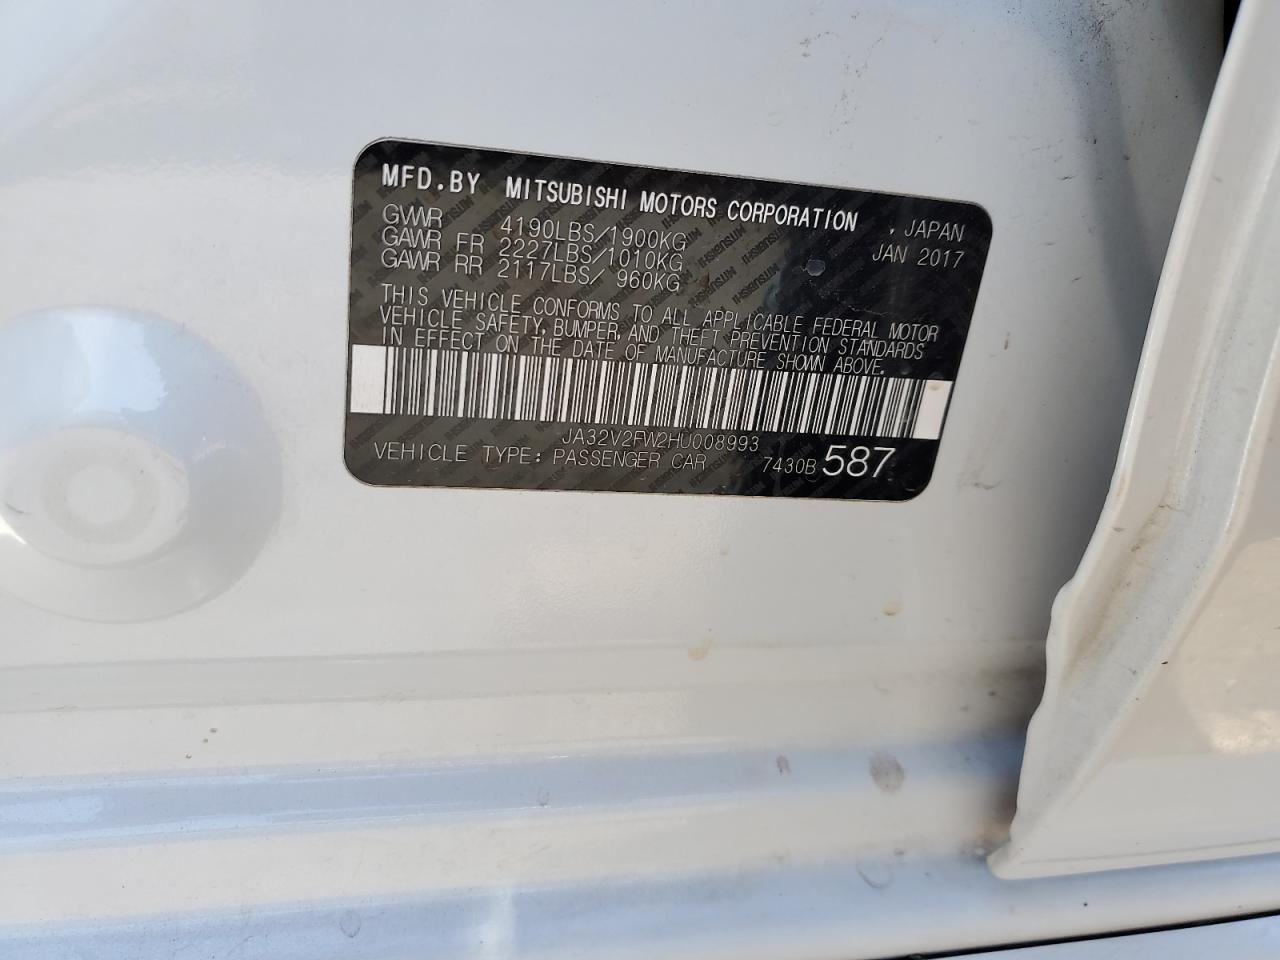 MFD.BY MITSUBISHI MOTORS CORPORATION , JAPAN
GVWR 4190LBS/1900KG JAN 2017
GAWR FR 2227LBS/1010KG
GAWR RR 2117LBS/ 960KG
THIS VEHICLE CONFORMS TO ALL APPLICABLE FEDERAL MOTOR
VEHICLE SAFETY, BUMPER, AND THEFT PREVENTION STANDARDS
IN EFFECT ON THE DATE OF MANUFACTURE SHOWN ABOVE.
JA32V2FW2HU008993
VEHICLE TYPE: PASSENGER CAR 7430B 587